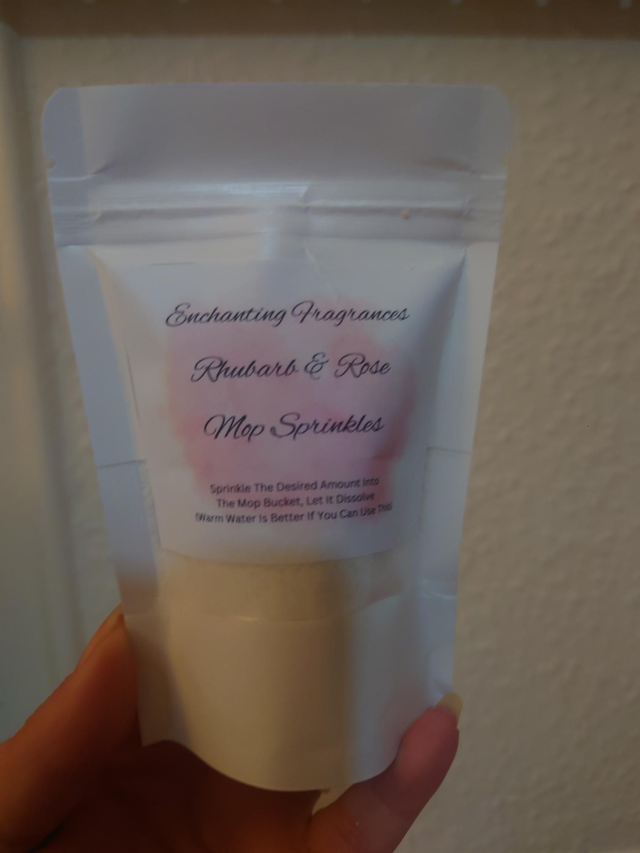 Enchanting Fragrances
Rhubarb & Rose
Mop Sprinkles
Sprinkle The Desired Amount Into
The Mop Bucket, Let It Dissolve
(Warm Water Is Better If You Can Use This)